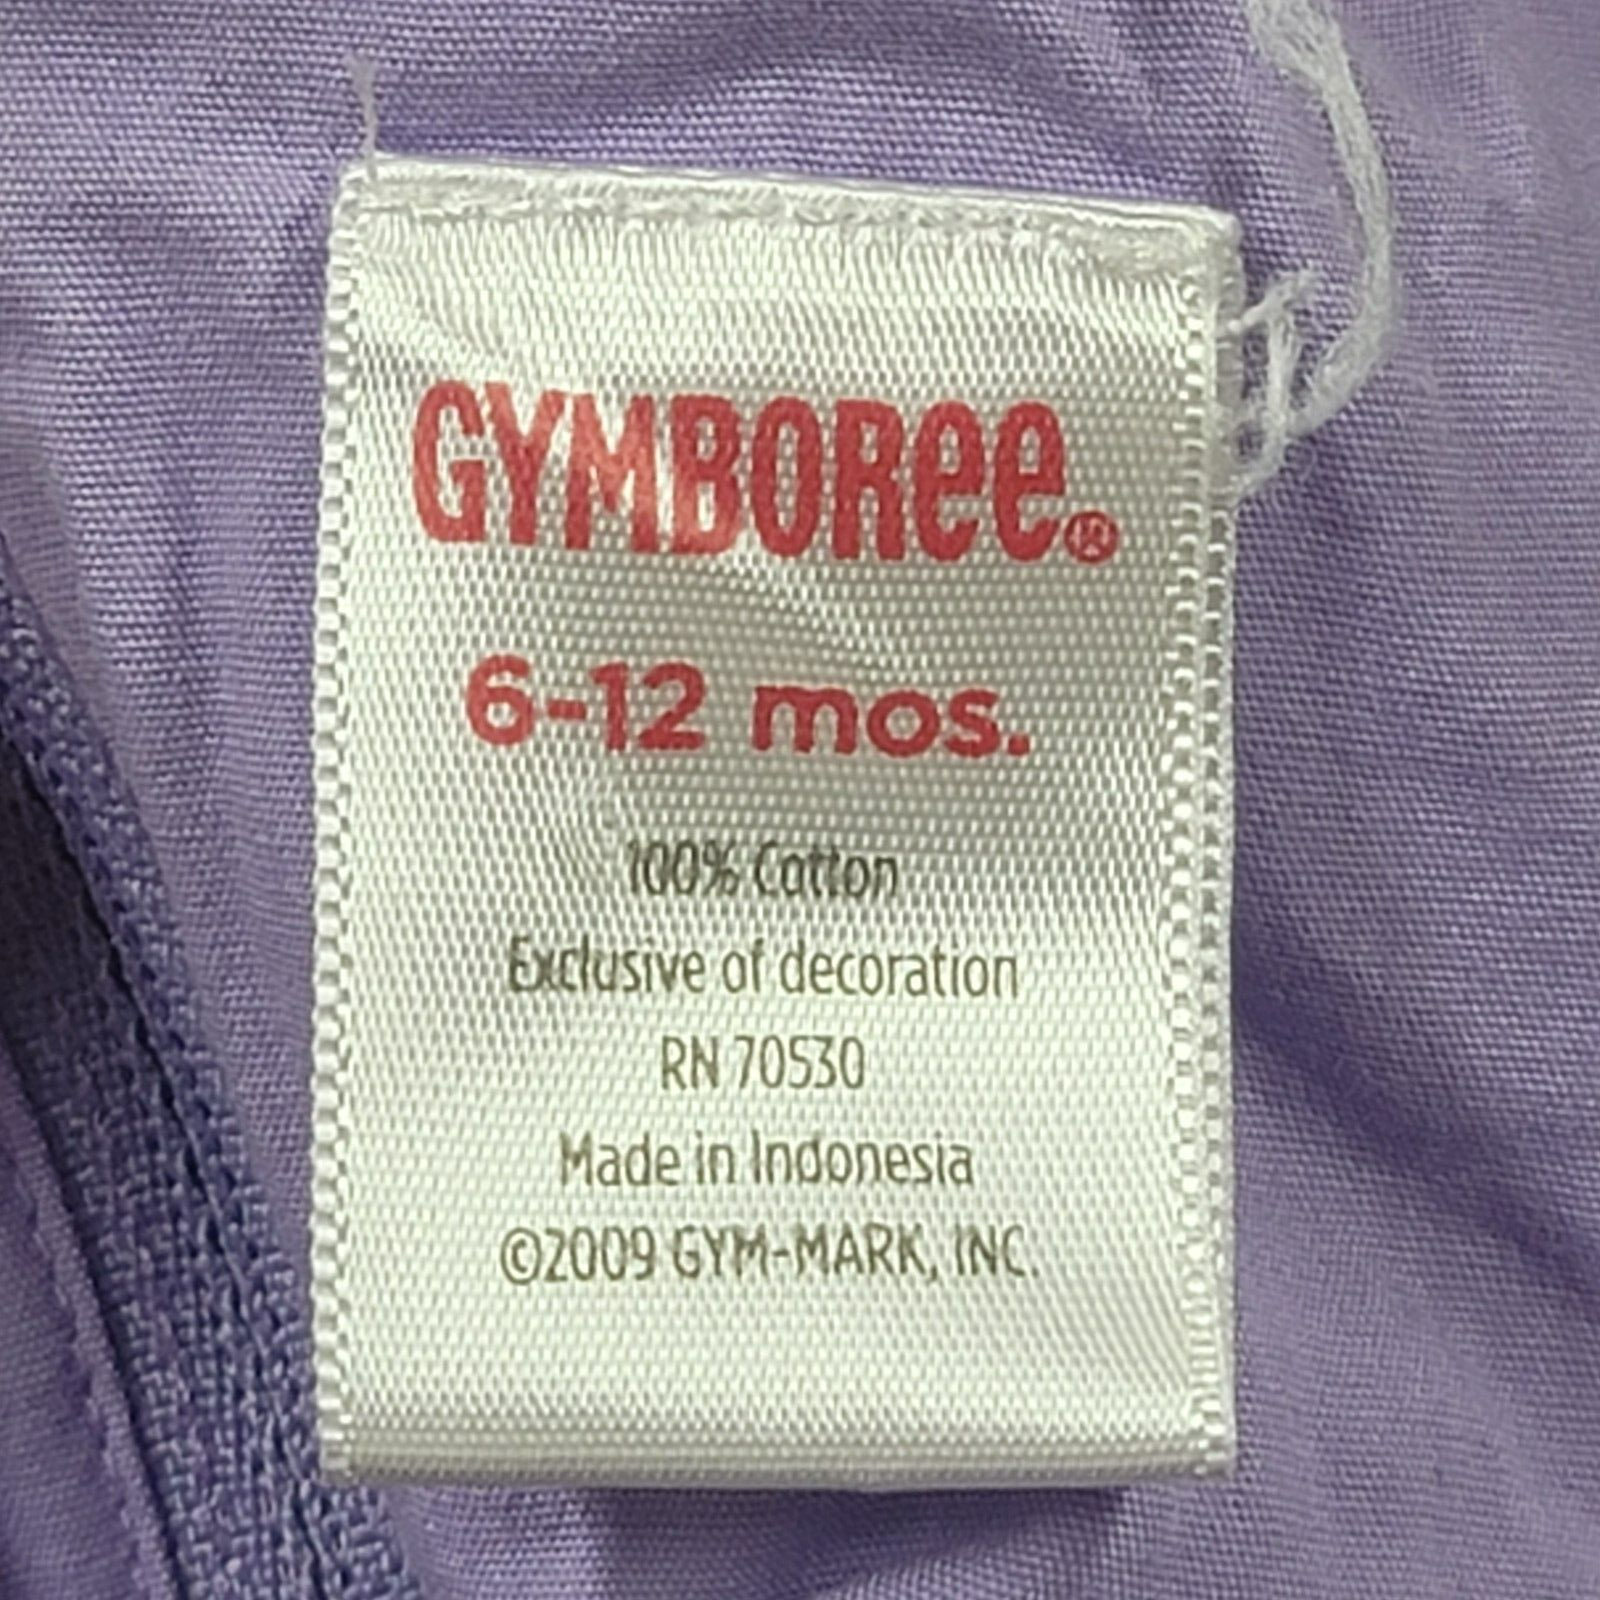 GYMBOREE®
6-12 mos.
100% Cotton
Exclusive of decoration
RN 70530
Made in Indonesia
©2009 GYM-MARK, INC.